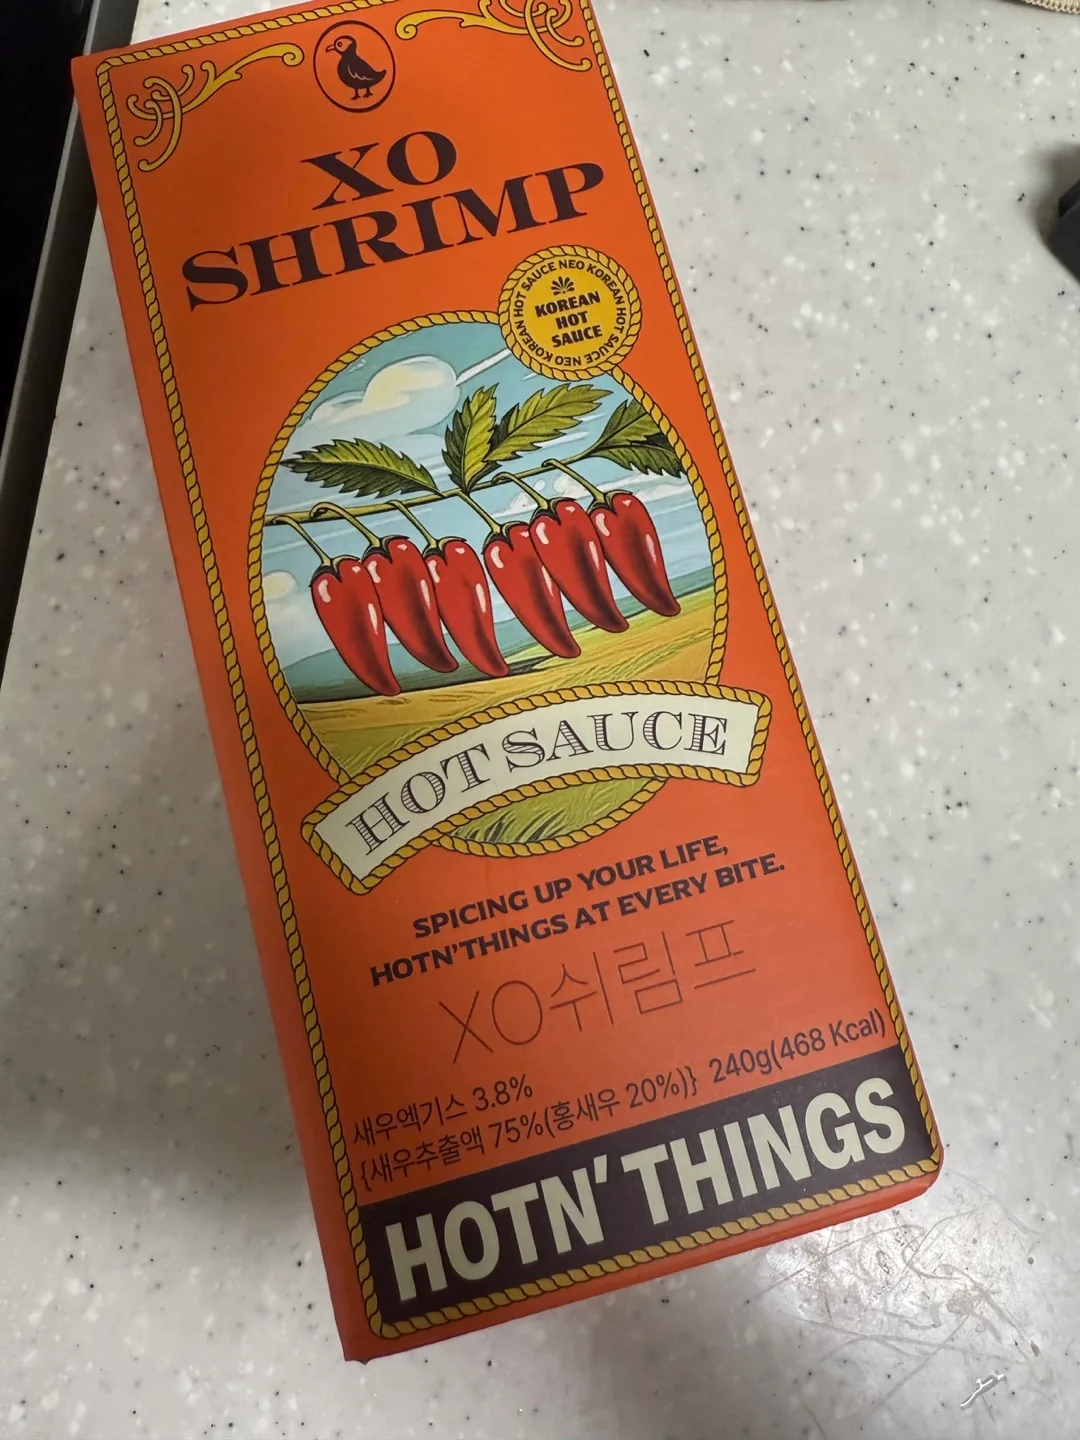 XO
SHRIMP
HOT SAUCE NEO KOREAN HOT SAUCE NEO KOREAN
KOREAN
HOT
SAUCE
HOT SAUCE
SPICING UP YOUR LIFE,
HOTN'THINGS AT EVERY BITE.
XO쉬림프
새우엑기스 3.8%
{새우추출액 75%(홍새우 20%)} 240g(468 Kcal)
HOTN' THINGS